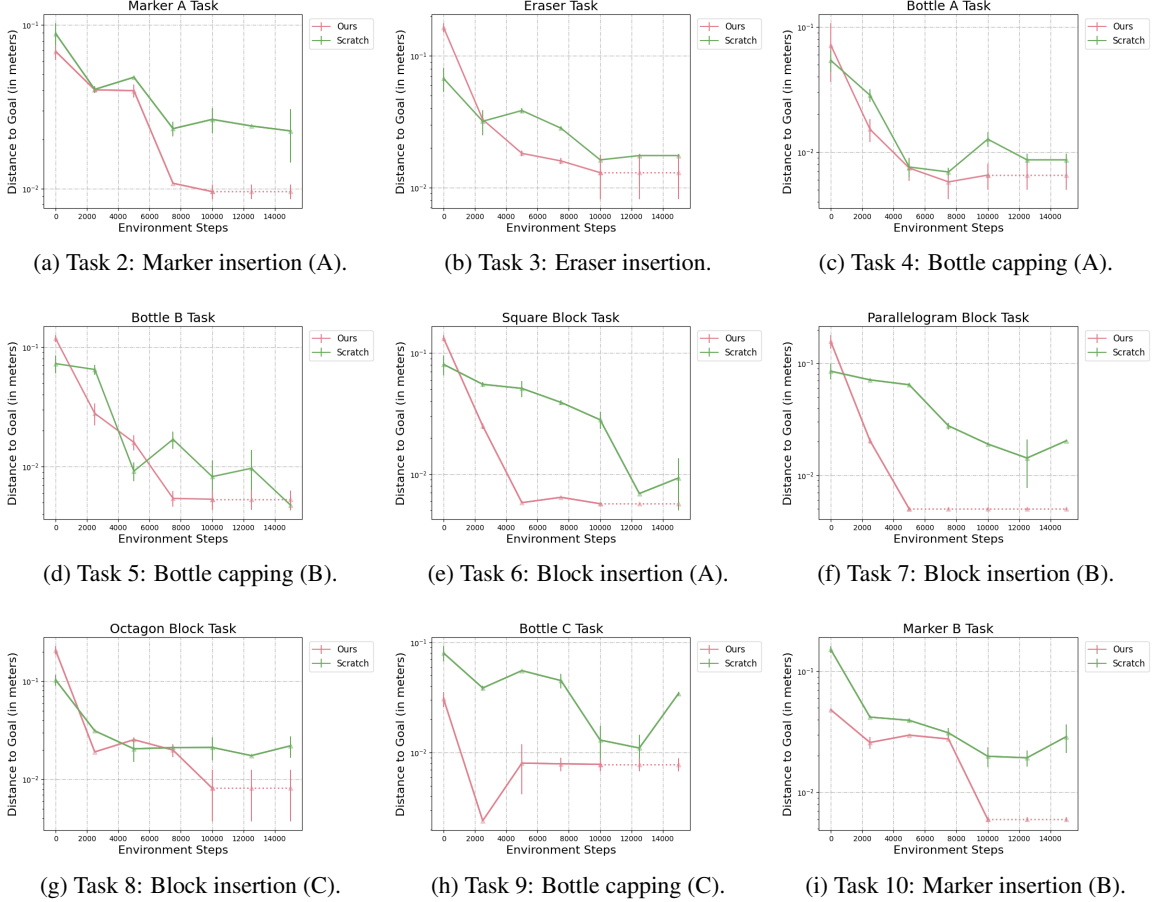 Marker A Task
Distance to Goal (in meters)
10⁻¹
10⁻²
0 2000 4000 6000 8000 10000 12000 14000
Environment Steps
Ours
Scratch
(a) Task 2: Marker insertion (A).
Eraser Task
Distance to Goal (in meters)
10⁻¹
10⁻²
0 2000 4000 6000 8000 10000 12000 14000
Environment Steps
Ours
Scratch
(b) Task 3: Eraser insertion.
Bottle A Task
Distance to Goal (in meters)
10⁻¹
10⁻²
0 2000 4000 6000 8000 10000 12000 14000
Environment Steps
Ours
Scratch
(c) Task 4: Bottle capping (A).
Bottle B Task
Distance to Goal (in meters)
10⁻¹
10⁻²
0 2000 4000 6000 8000 10000 12000 14000
Environment Steps
Ours
Scratch
(d) Task 5: Bottle capping (B).
Square Block Task
Distance to Goal (in meters)
10⁻¹
10⁻²
0 2000 4000 6000 8000 10000 12000 14000
Environment Steps
Ours
Scratch
(e) Task 6: Block insertion (A).
Parallelogram Block Task
Distance to Goal (in meters)
10⁻¹
10⁻²
0 2000 4000 6000 8000 10000 12000 14000
Environment Steps
Ours
Scratch
(f) Task 7: Block insertion (B).
Octagon Block Task
Distance to Goal (in meters)
10⁻¹
10⁻²
0 2000 4000 6000 8000 10000 12000 14000
Environment Steps
Ours
Scratch
(g) Task 8: Block insertion (C).
Bottle C Task
Distance to Goal (in meters)
10⁻¹
10⁻²
0 2000 4000 6000 8000 10000 12000 14000
Environment Steps
Ours
Scratch
(h) Task 9: Bottle capping (C).
Marker B Task
Distance to Goal (in meters)
10⁻¹
10⁻²
0 2000 4000 6000 8000 10000 12000 14000
Environment Steps
Ours
Scratch
(i) Task 10: Marker insertion (B).